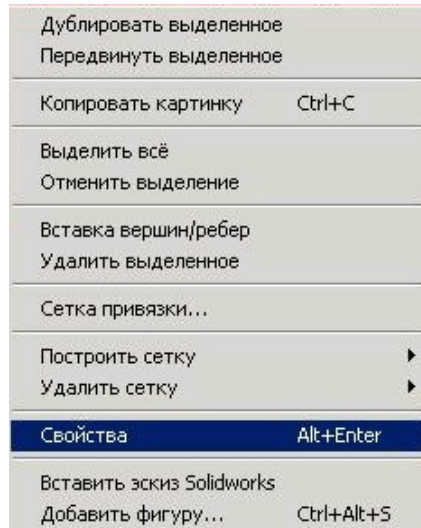 Дублировать выделенное
Передвинуть выделенное
Копировать картинку Ctrl+C
Выделить всё
Отменить выделение
Вставка вершин/ребер
Удалить выделенное
Сетка привязки...
Построить сетку
Удалить сетку
Свойства Alt+Enter
Вставить эскиз Solidworks
Добавить фигуру... Ctrl+Alt+S